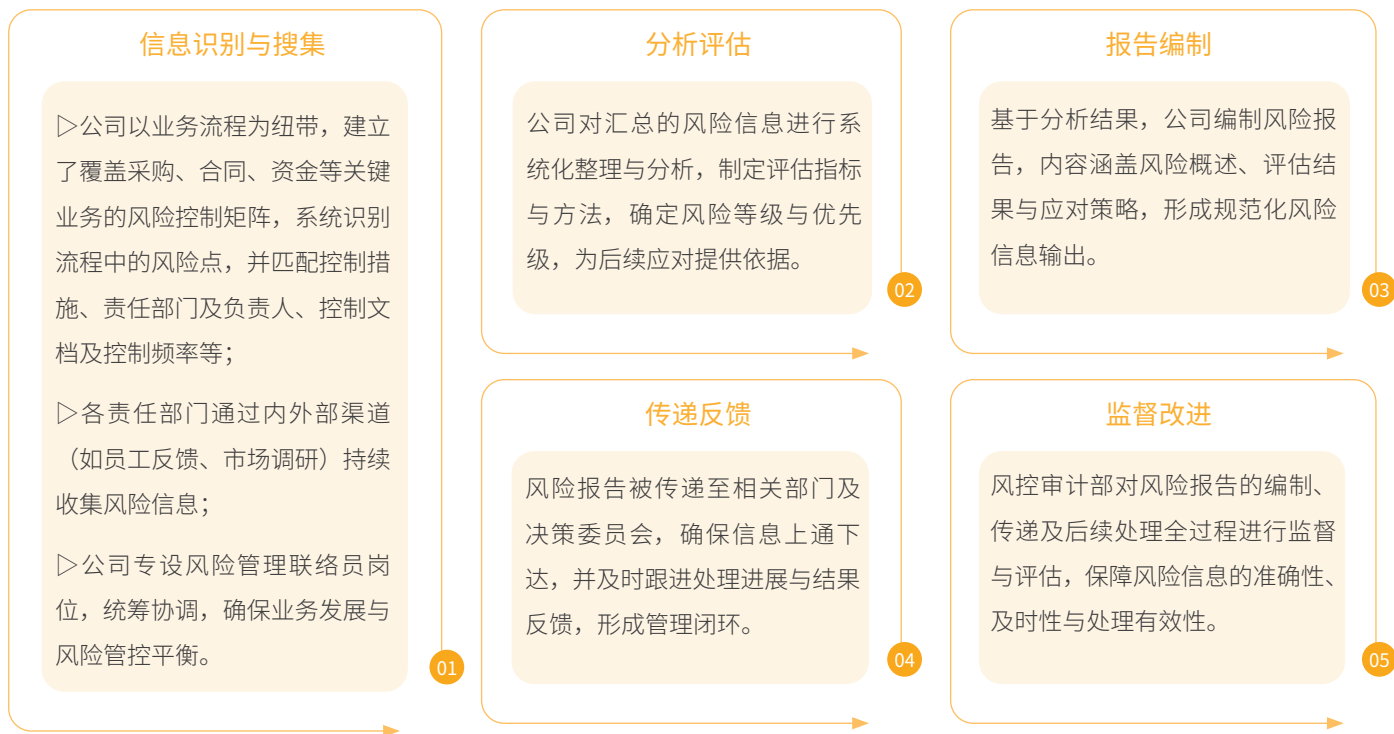 信息识别与搜集
▷公司以业务流程为纽带，建立
了覆盖采购、合同、资金等关键
业务的风险控制矩阵，系统识别
流程中的风险点，并匹配控制措
施、责任部门及负责人、控制文
档及控制频率等；
▷各责任部门通过内外部渠道
（如员工反馈、市场调研）持续
收集风险信息；
▷公司专设风险管理联络员岗
位，统筹协调，确保业务发展与
风险管控平衡。
01
分析评估
公司对汇总的风险信息进行系
统化整理与分析，制定评估指标
与方法，确定风险等级与优先
级，为后续应对提供依据。
02
报告编制
基于分析结果，公司编制风险报
告，内容涵盖风险概述、评估结
果与应对策略，形成规范化风险
信息输出。
03
传递反馈
风险报告被传递至相关部门及
决策委员会，确保信息上通下
达，并及时跟进处理进展与结果
反馈，形成管理闭环。
04
监督改进
风控审计部对风险报告的编制、
传递及后续处理全过程进行监督
与评估，保障风险信息的准确性、
及时性与处理有效性。
05